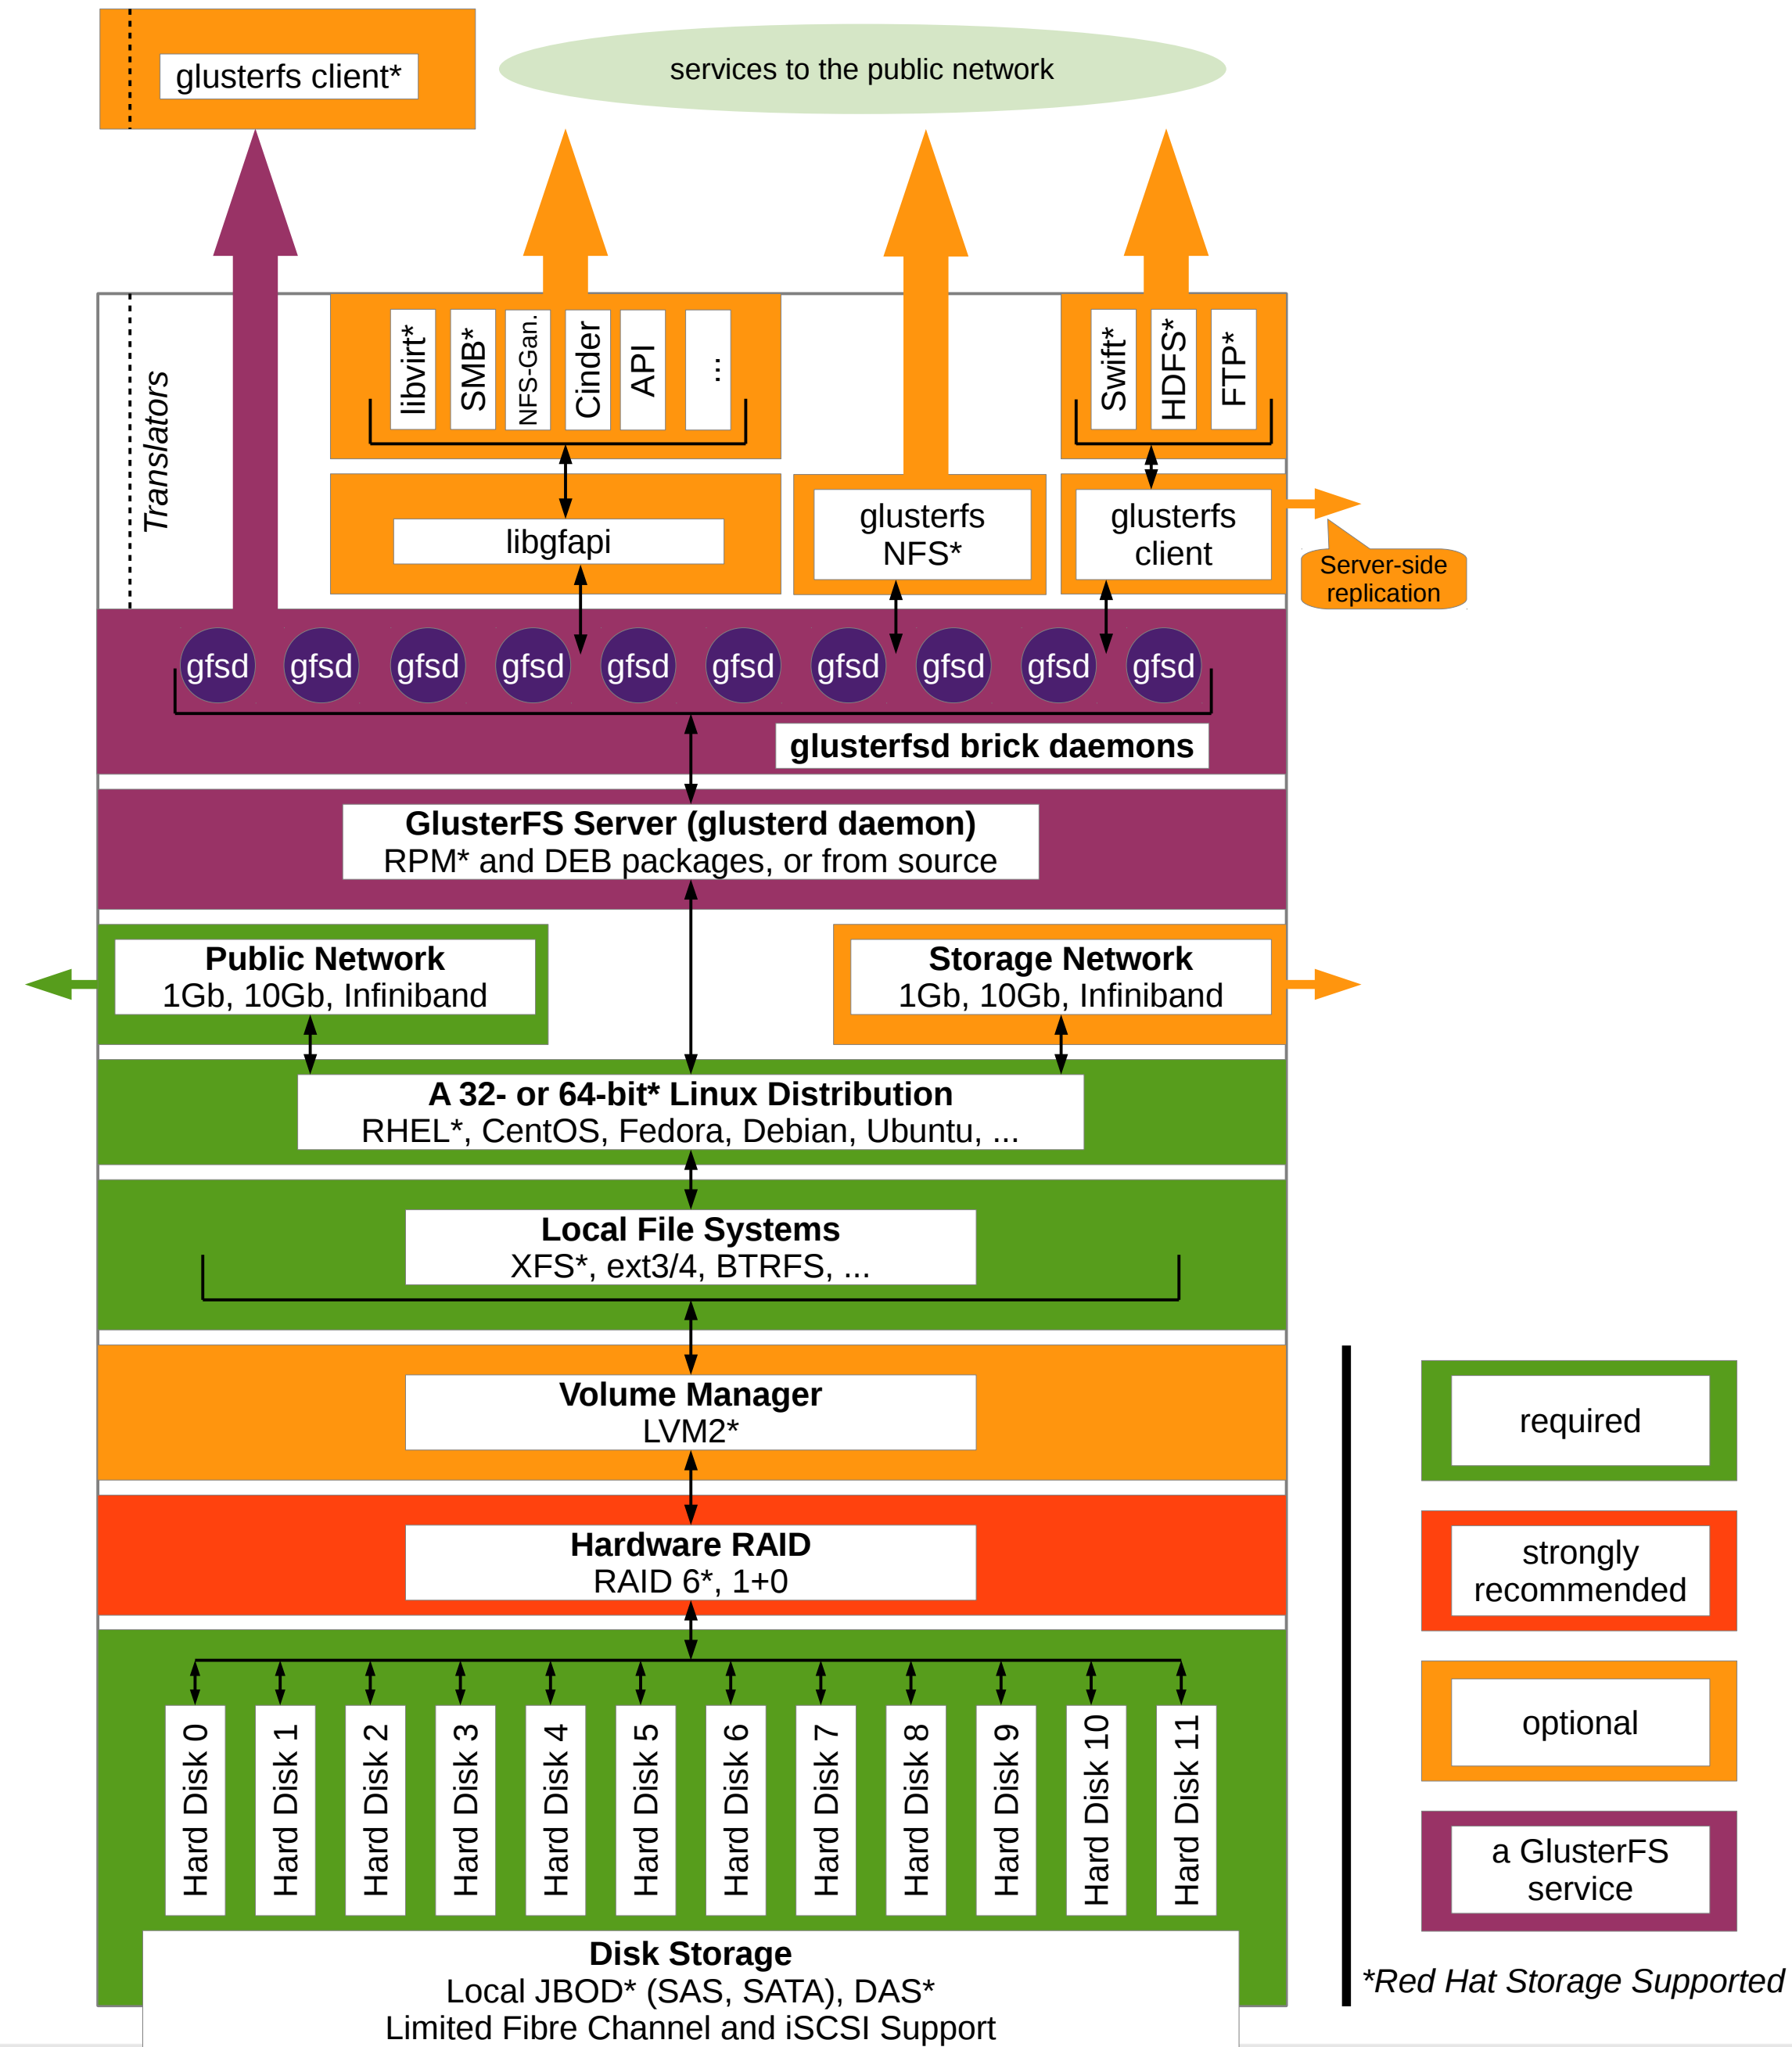 glusterfs client*
services to the public network
Translators
libvirt*
SMB*
NFS-Gan.
Cinder
API
...
Swift*
HDFS*
FTP*
libgfapi
glusterfs
NFS*
glusterfs
client
Server-side
replication
gfsd
gfsd
gfsd
gfsd
gfsd
gfsd
gfsd
gfsd
gfsd
gfsd
glusterfsd brick daemons
GlusterFS Server (glusterd daemon)
RPM* and DEB packages, or from source
Public Network
1Gb, 10Gb, Infiniband
Storage Network
1Gb, 10Gb, Infiniband
A 32- or 64-bit* Linux Distribution
RHEL*, CentOS, Fedora, Debian, Ubuntu, ...
Local File Systems
XFS*, ext3/4, BTRFS, ...
Volume Manager
LVM2*
Hardware RAID
RAID 6*, 1+0
Hard Disk 0
Hard Disk 1
Hard Disk 2
Hard Disk 3
Hard Disk 4
Hard Disk 5
Hard Disk 6
Hard Disk 7
Hard Disk 8
Hard Disk 9
Hard Disk 10
Hard Disk 11
Disk Storage
Local JBOD* (SAS, SATA), DAS*
Limited Fibre Channel and iSCSI Support
required
strongly
recommended
optional
a GlusterFS
service
*Red Hat Storage Supported